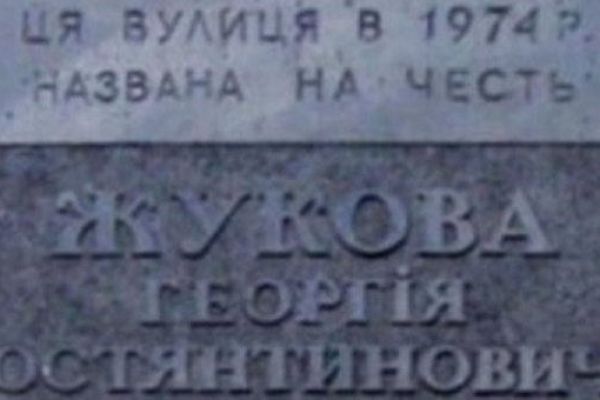 ЦЯ ВУЛИЦЯ В 1974 Р.
НАЗВАНА НА ЧЕСТЬ
ЖУКОВА
ГЕОРГІЯ
ОСТЯНТИНОВИЧ